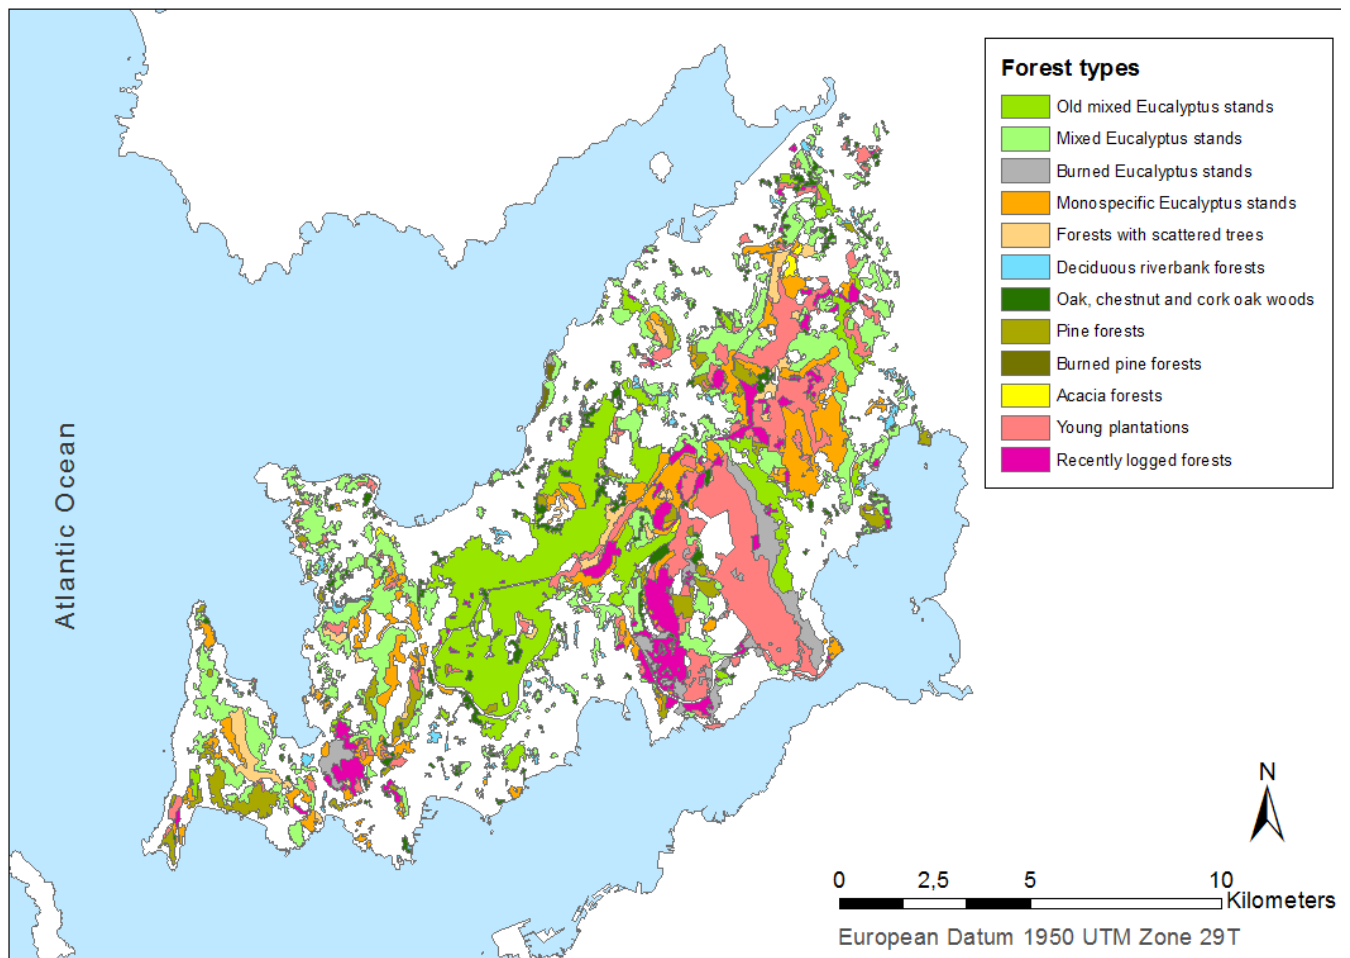 Forest types
Old mixed Eucalyptus stands
Mixed Eucalyptus stands
Burned Eucalyptus stands
Monospecific Eucalyptus stands
Forests with scattered trees
Deciduous riverbank forests
Oak, chestnut and cork oak woods
Pine forests
Burned pine forests
Acacia forests
Young plantations
Recently logged forests
Atlantic Ocean
N
0 2,5 5 10
Kilometers
European Datum 1950 UTM Zone 29T